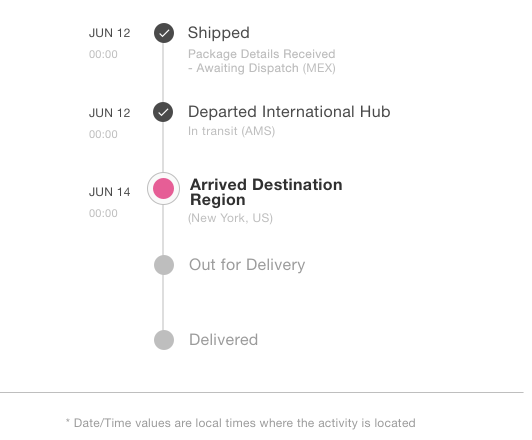 JUN 12
Shipped
00:00
Package Details Received
- Awaiting Dispatch (MEX)
JUN 12
Departed International Hub
00:00
In transit (AMS)
JUN 14
Arrived Destination
Region
00:00
(New York, US)
Out for Delivery
Delivered
* Date/Time values are local times where the activity is located